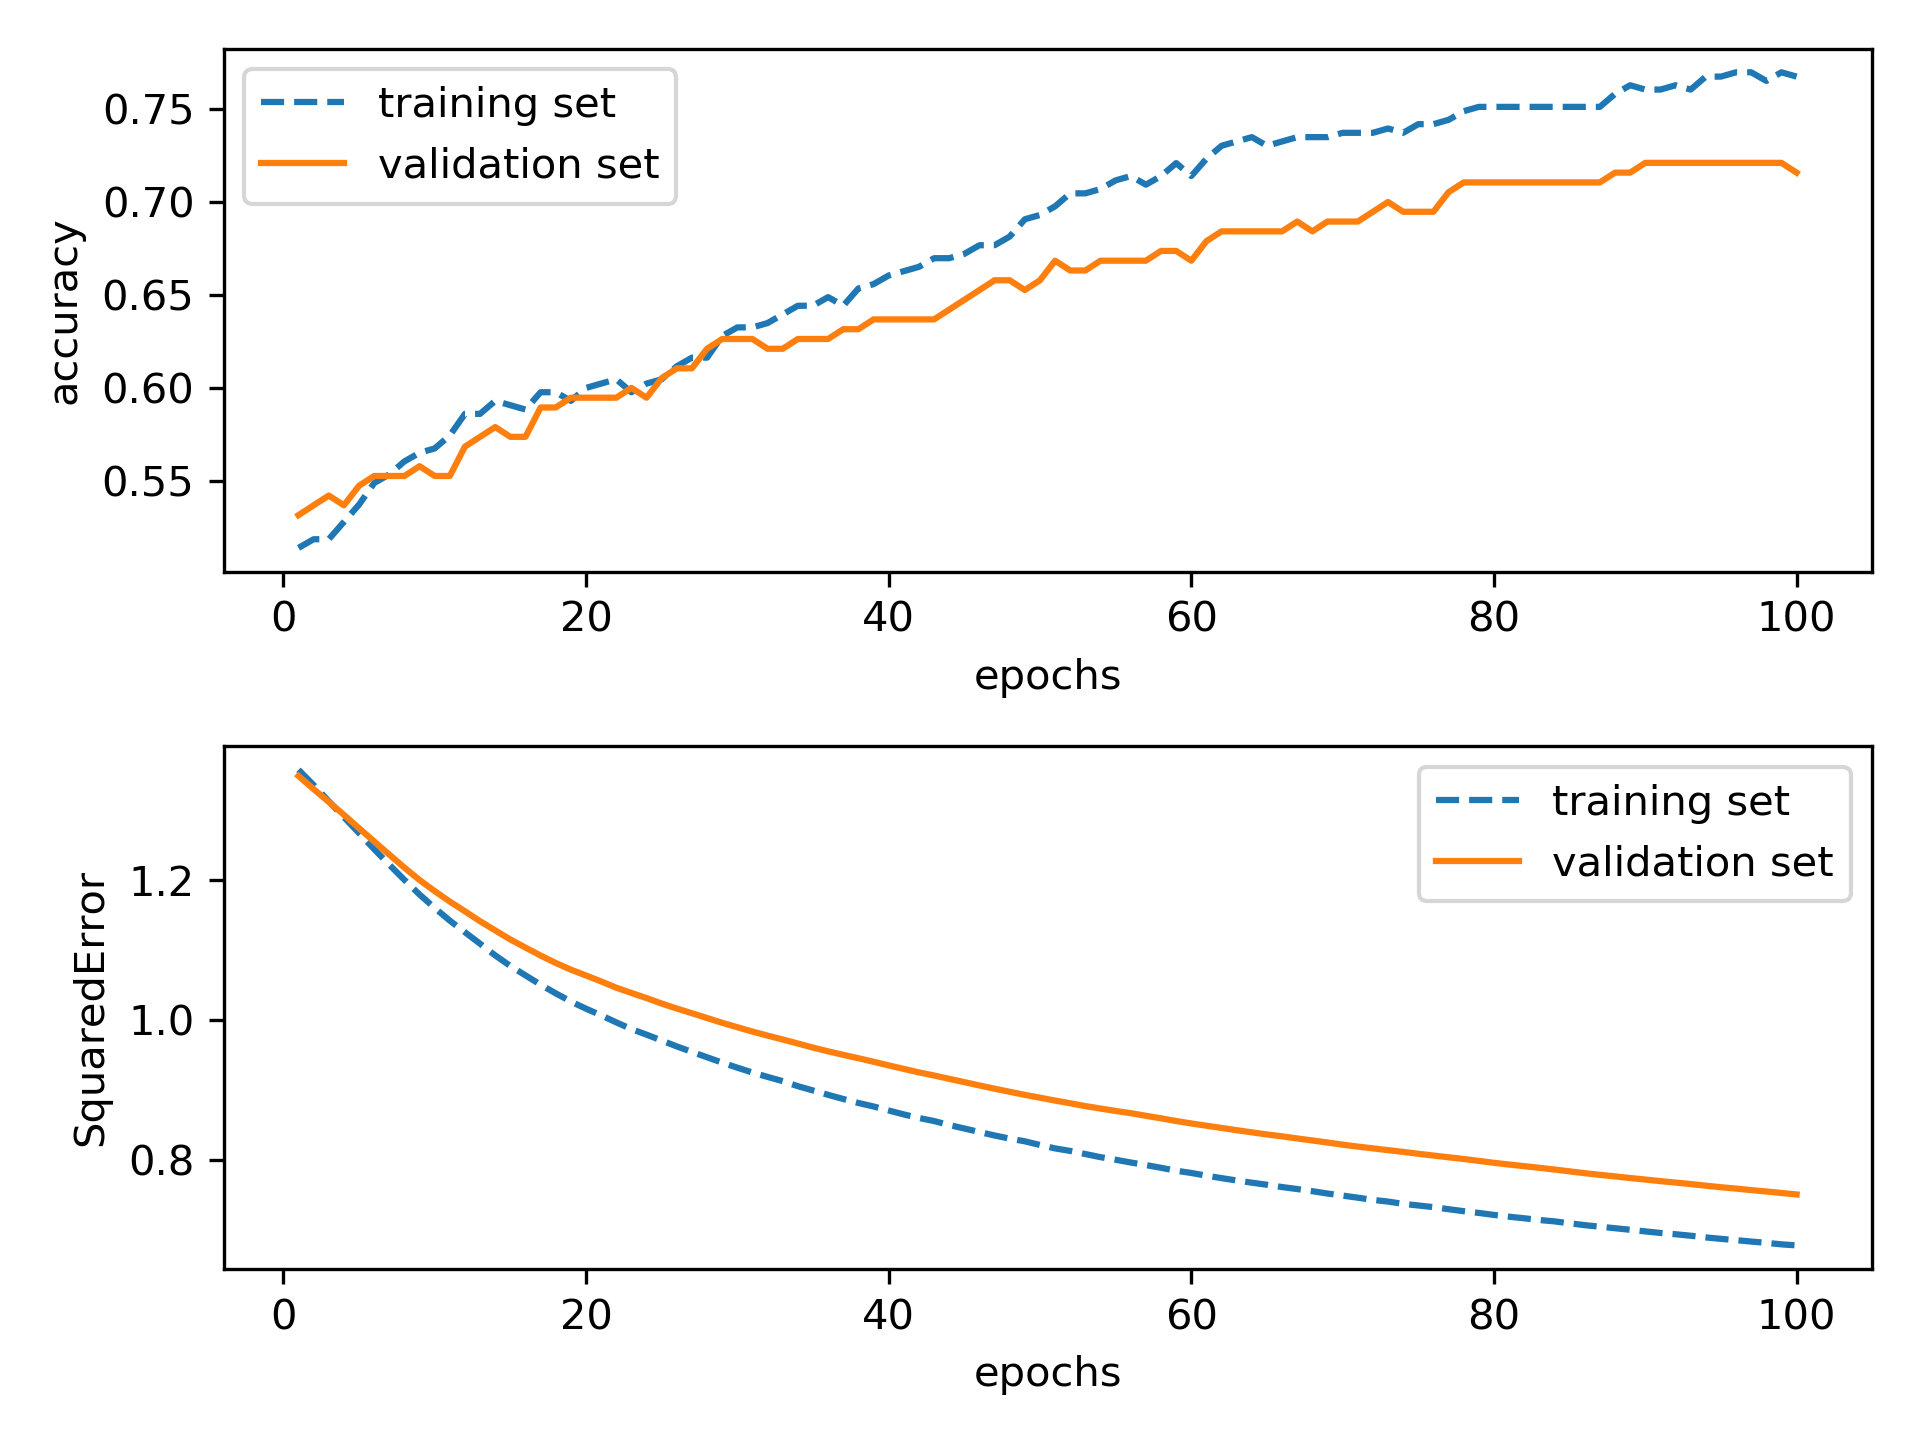 training set
validation set
accuracy
0.75
0.70
0.65
0.60
0.55
0 20 40 60 80 100
epochs
training set
validation set
SquaredError
1.2
1.0
0.8
0 20 40 60 80 100
epochs